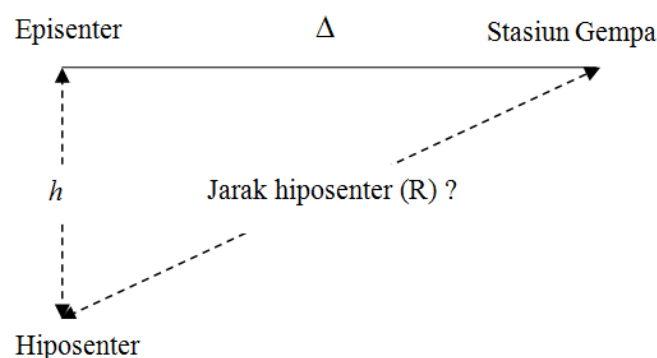 Episenter
Δ
Stasiun Gempa
h
Jarak hiposenter (R) ?
Hiposenter